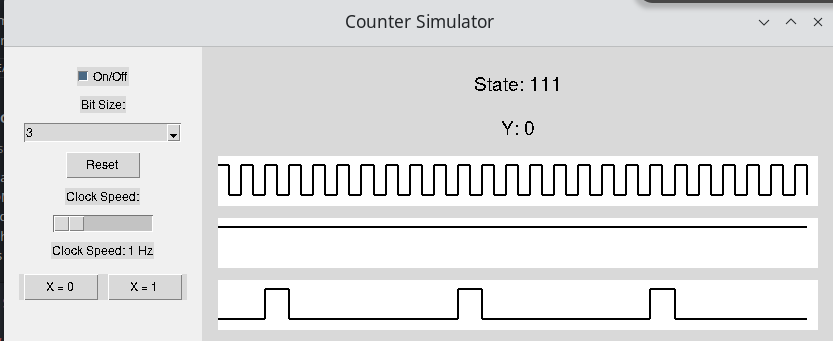 Counter Simulator
On/Off
Bit Size:
3
Reset
Clock Speed:
Clock Speed: 1 Hz
X = 0
X = 1
State: 111
Y: 0